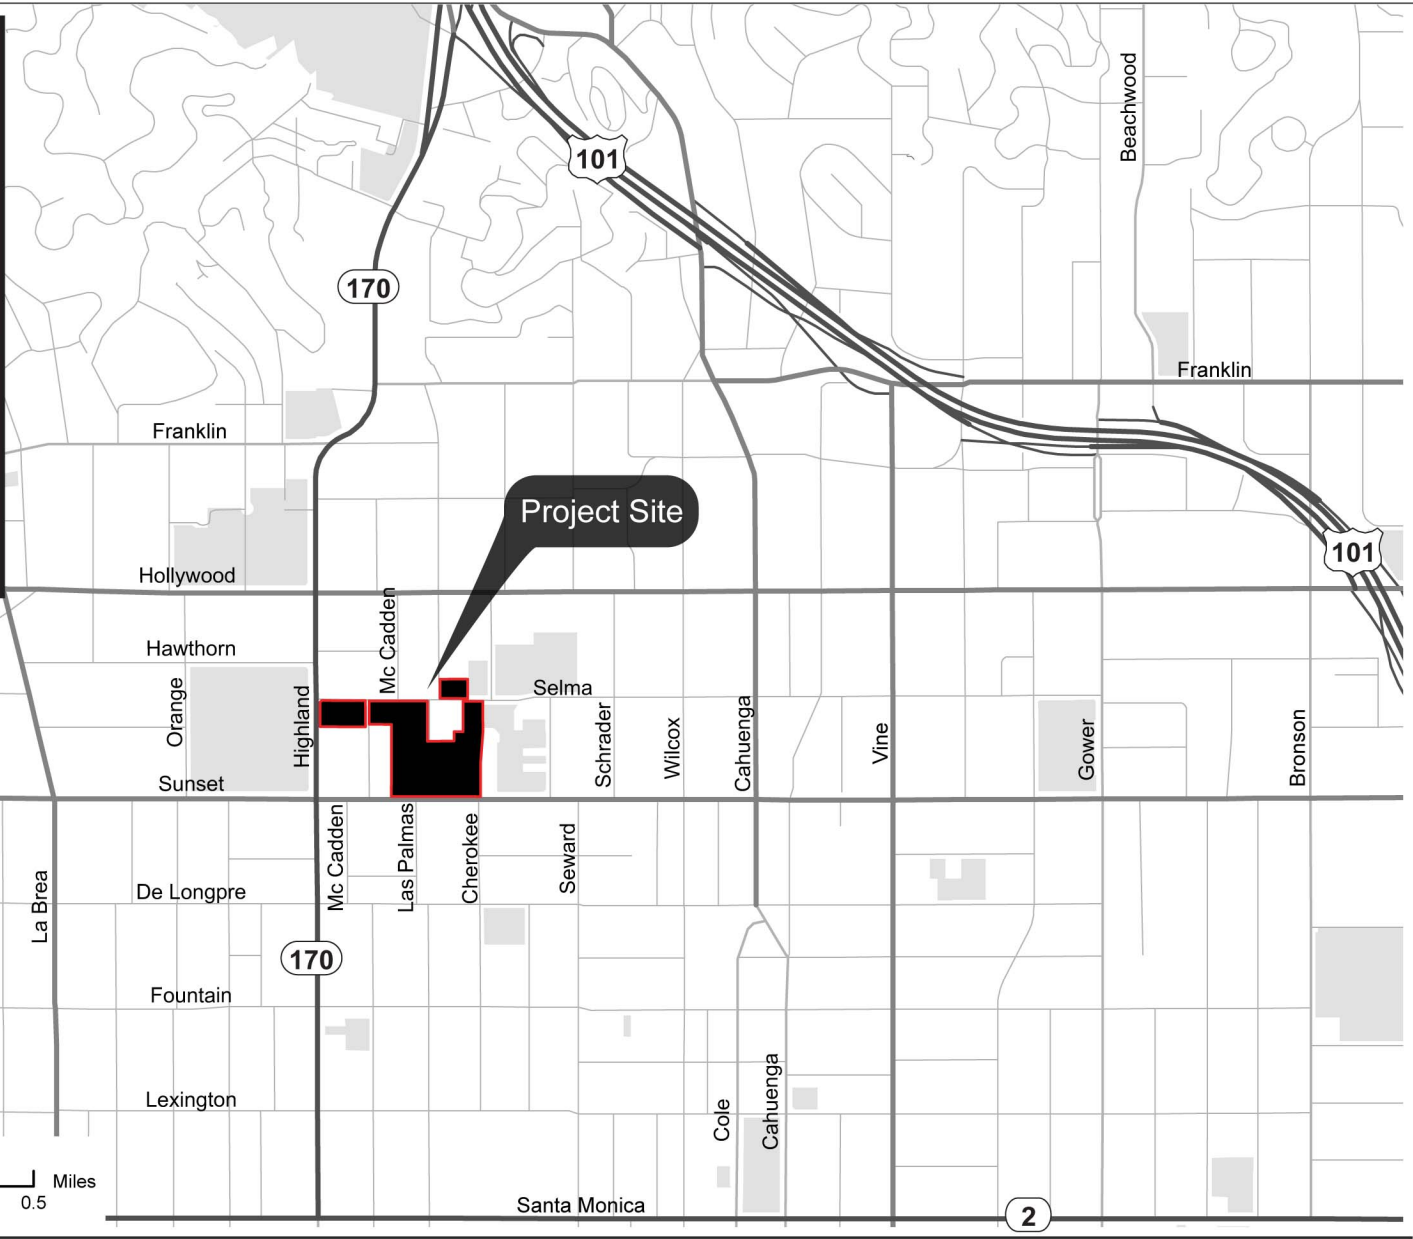 Beachwood
101
170
Franklin
Franklin
Project Site
101
Hollywood
Mc Cadden
Hawthorn
Selma
Orange
Highland
Schrader
Wilcox
Cahuenga
Vine
Gower
Bronson
Sunset
Mc Cadden
Las Palmas
Cherokee
Seward
La Brea
De Longpre
170
Fountain
Cole
Cahuenga
Lexington
Miles
0.5
Santa Monica
2